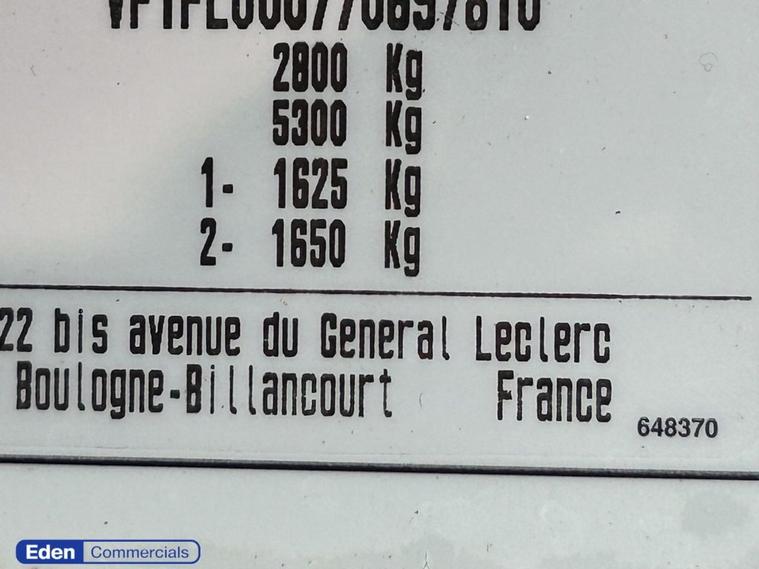 2800 Kg
5300 Kg
1- 1625 Kg
2- 1650 Kg
22 bis avenue du General Leclerc
Boulogne-Billancourt France
648370
Eden Commercials